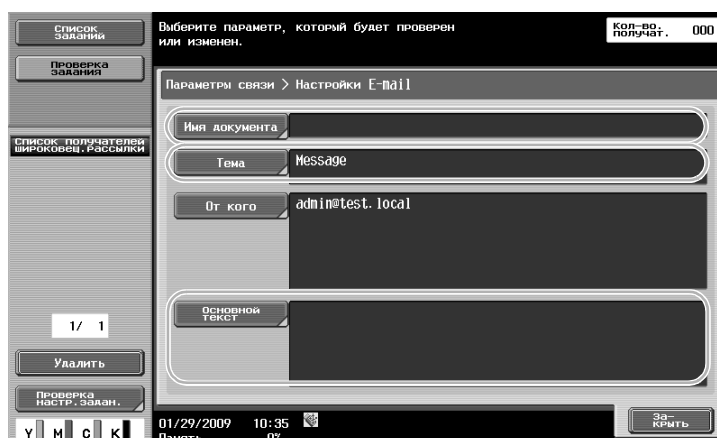 Список
заданий
Выберите параметр, который будет проверен
или изменен.
Кол-во.
получат.
000
Проверка
задания
Параметры связи > Настройки E-mail
Имя документа
Список получателей
широковещ.рассылки
Тема
Message
От кого
admin@test.local
Основной
текст
1/ 1
Удалить
Проверка
настр.задан.
01/29/2009 10:35
Память 0%
За-
крыть
Y M C K